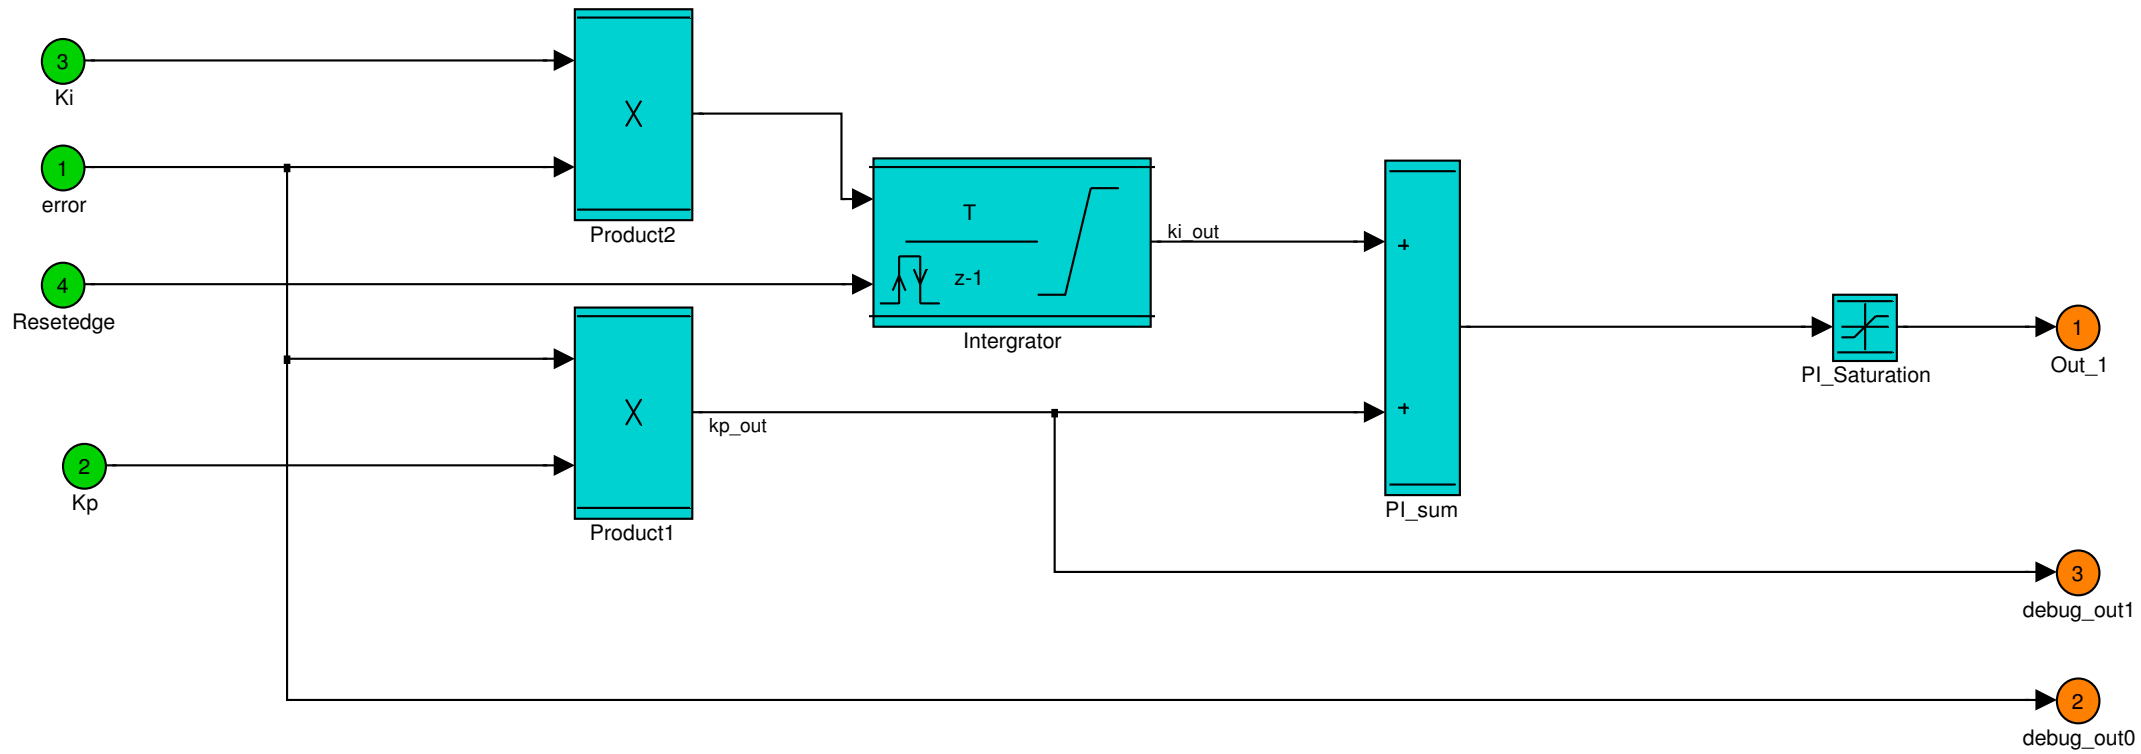 3
Ki
X
Product2
1
error
4
Resetedge
T
z-1
Intergrator
ki_out
+
+
PI_sum
PI_Saturation
1
Out_1
X
kp_out
Product1
2
Kp
3
debug_out1
2
debug_out0